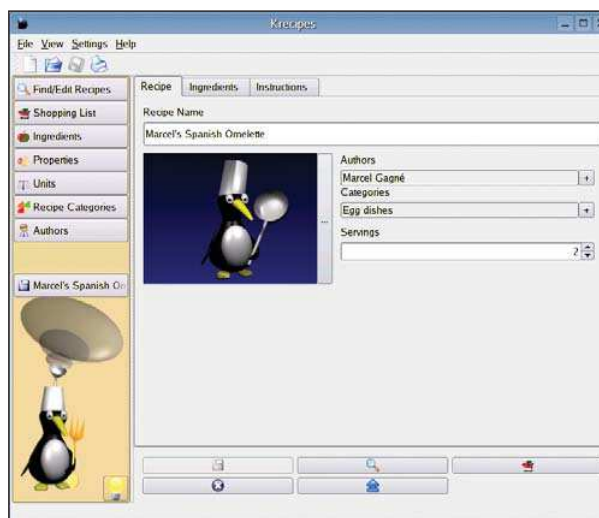 Krecipes
File View Settings Help
Find/Edit Recipes
Shopping List
Ingredients
Properties
Units
Recipe Categories
Authors
Marcel's Spanish Om
Recipe Ingredients Instructions
Recipe Name
Marcel's Spanish Omelette
Authors
Marcel Gagné
+
Categories
Egg dishes
+
Servings
2
...